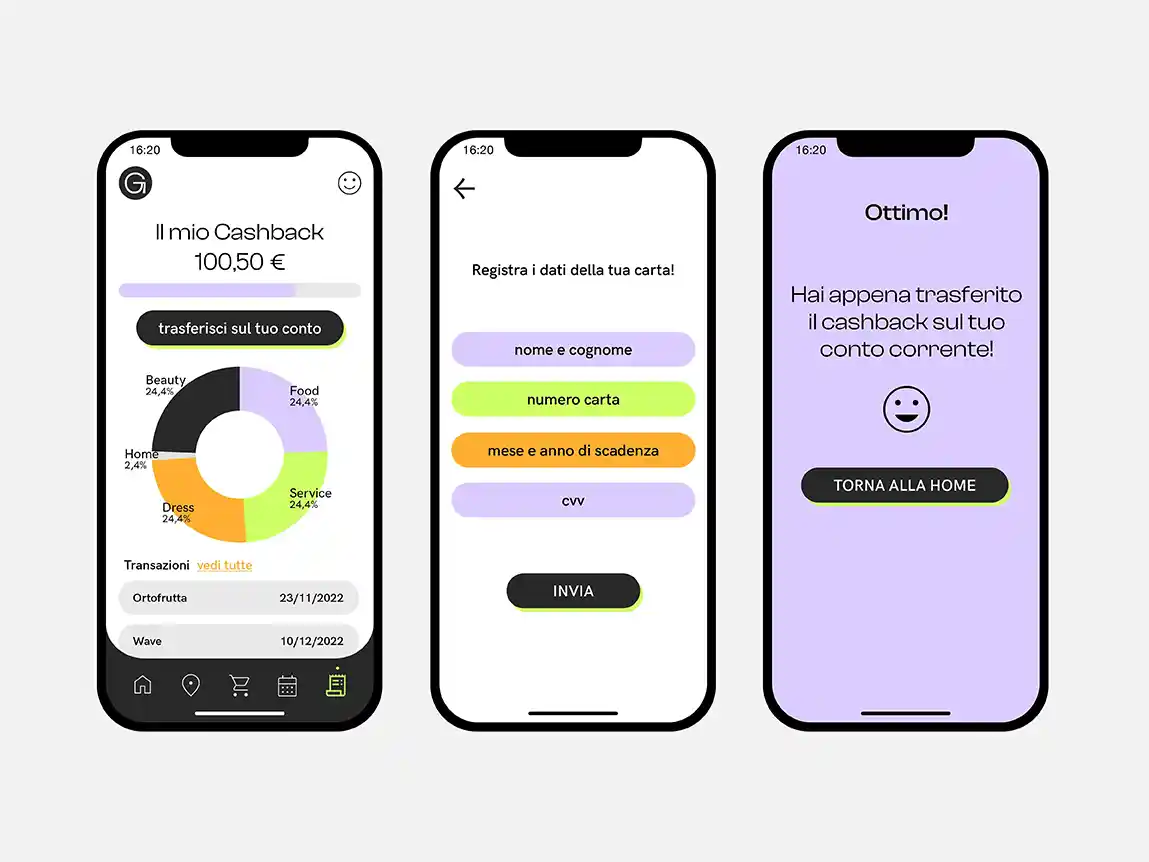 16:20
G
Il mio Cashback
100,50 €
trasferisci sul tuo conto
Beauty
24,4%
Food
24,4%
Home
2,4%
Service
24,4%
Dress
24,4%
Transazioni vedi tutte
Ortofrutta 23/11/2022
Wave 10/12/2022
16:20
Registra i dati della tua carta!
nome e cognome
numero carta
mese e anno di scadenza
cvv
INVIA
16:20
Ottimo!
Hai appena trasferito
il cashback sul tuo
conto corrente!
TORNA ALLA HOME